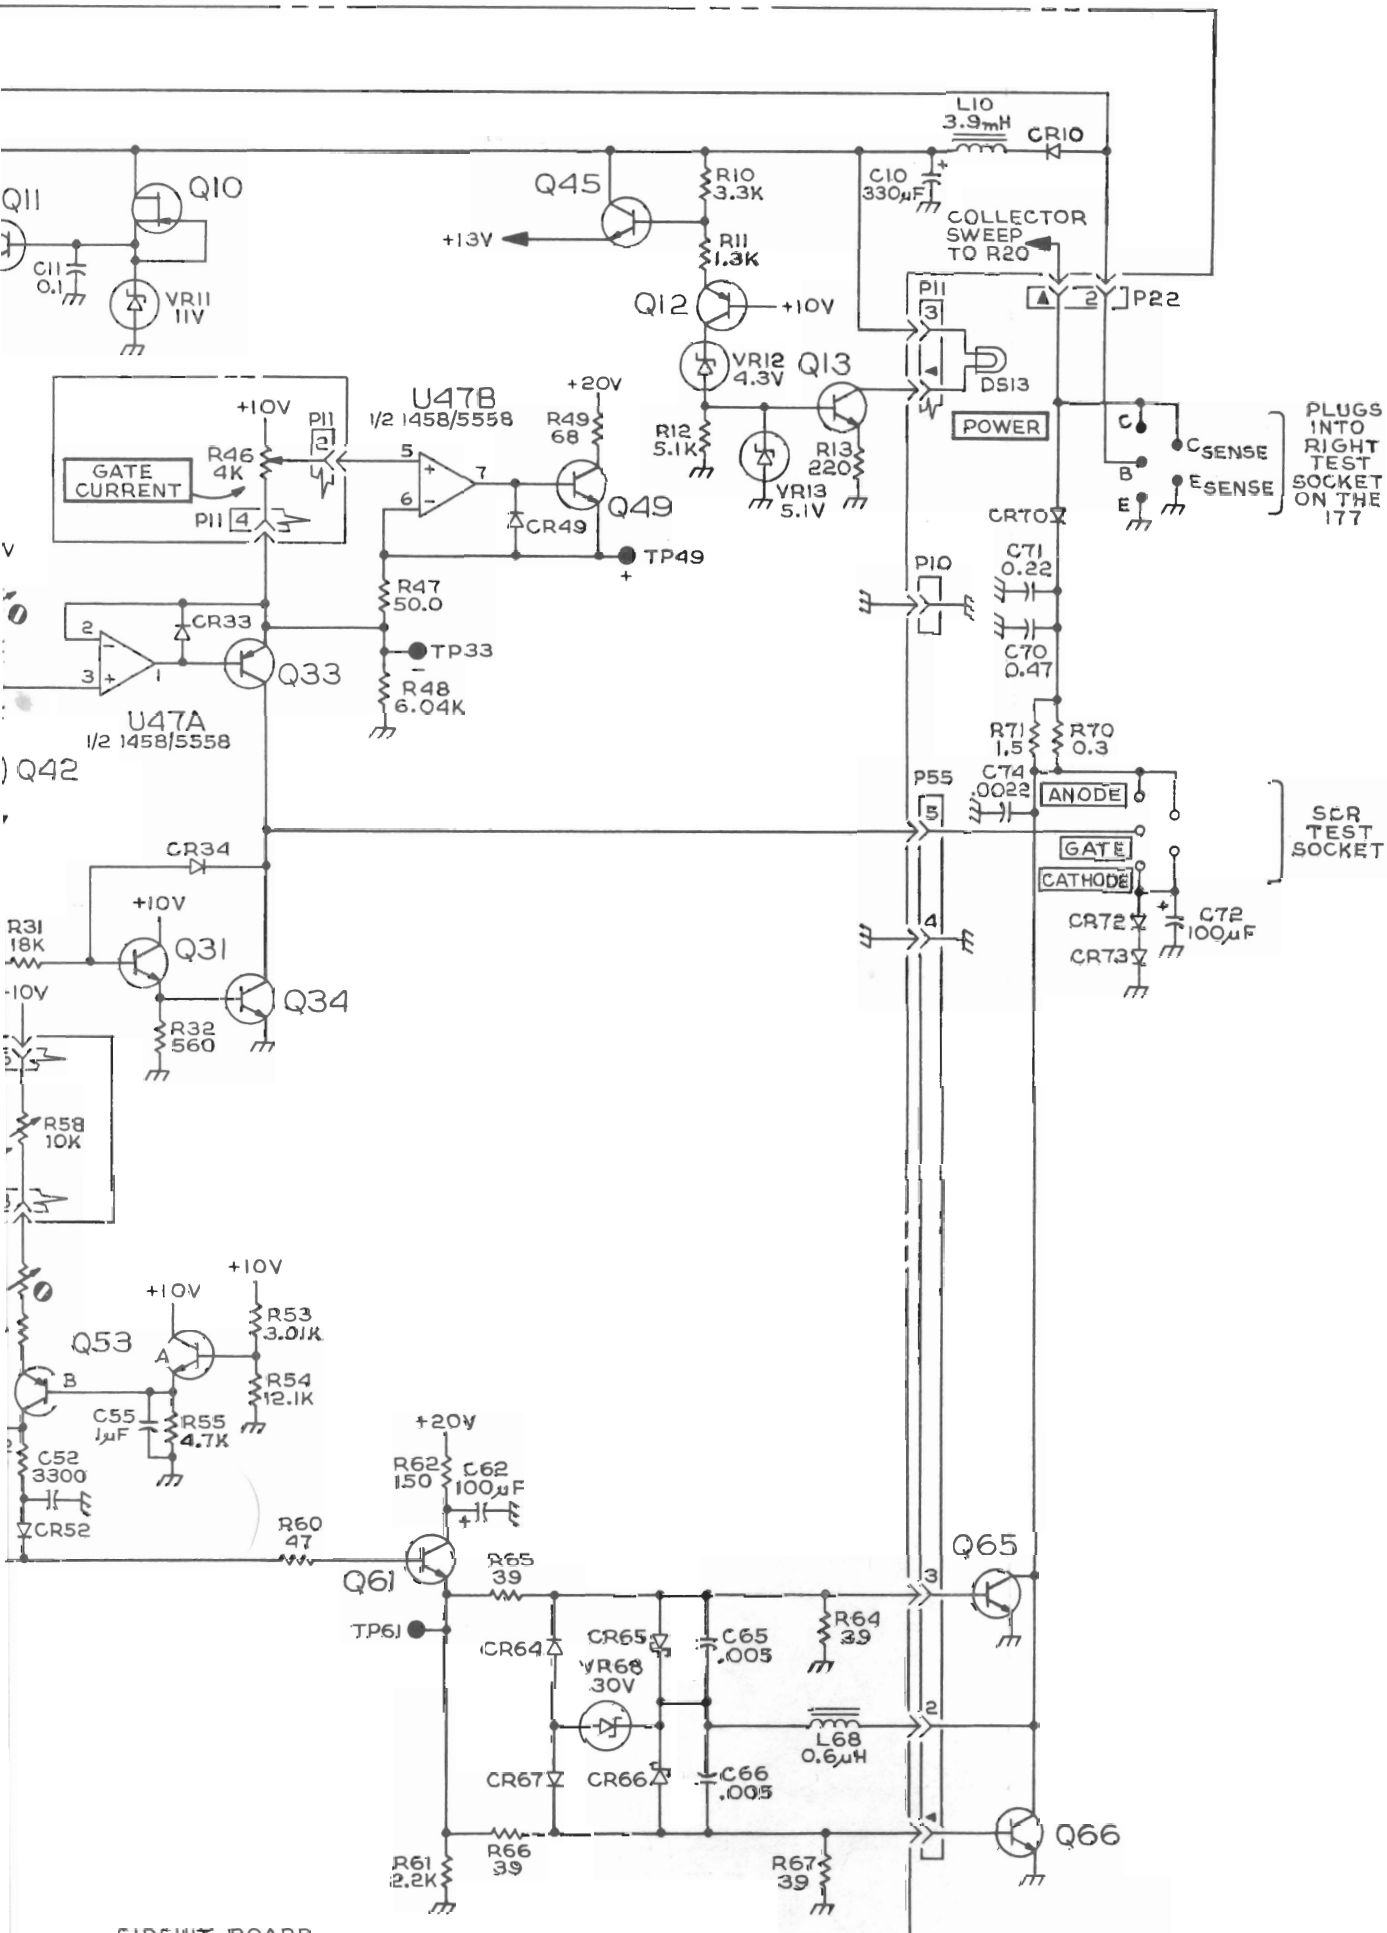 L10
3.9mH
CR10
Q11
Q10
Q45
R10
3.3K
C10
330µF
+
COLLECTOR
SWEEP
TO R20
+13V
R11
1.3K
C11
0.1
VR11
11V
Q12
+10V
P11
3
2
P22
VR12
4.3V
Q13
DS13
POWER
R12
5.1K
R13
220
VR13
5.1V
PLUGS
INTO
RIGHT
TEST
SOCKET
ON THE
177
C
B
E
CSENSE
ESENSE
+10V
P11
2
R46
4K
GATE
CURRENT
P11
4
U47B
1/2 1458/5558
5
+
6
-
7
+20V
R49
68
Q49
CR49
TP49
+
CR70
C71
0.22
C70
0.47
P10
V
R47
50.0
TP33
-
R48
6.04K
CR33
2
-
3
+
1
Q33
U47A
1/2 1458/5558
R71
1.5
R70
0.3
Q42
P55
5
C74
.0022
ANODE
GATE
CATHODE
SCR
TEST
SOCKET
CR34
+10V
R31
18K
Q31
Q34
R32
560
4
CR72
CR73
+
C72
100µF
-10V
R58
10K
+10V
+10V
R53
3.01K
Q53
A
B
R54
12.1K
C55
1µF
R55
4.7K
C52
3300
CR52
+20V
R62
150
C62
100µF
+
R60
47
Q61
R65
39
Q65
3
TP61
CR64
CR65
C65
.005
R64
39
VR68
30V
2
L68
0.6µH
CR67
CR66
C66
.005
Q66
R66
39
R61
2.2K
R67
39
CIRCUIT BOARD